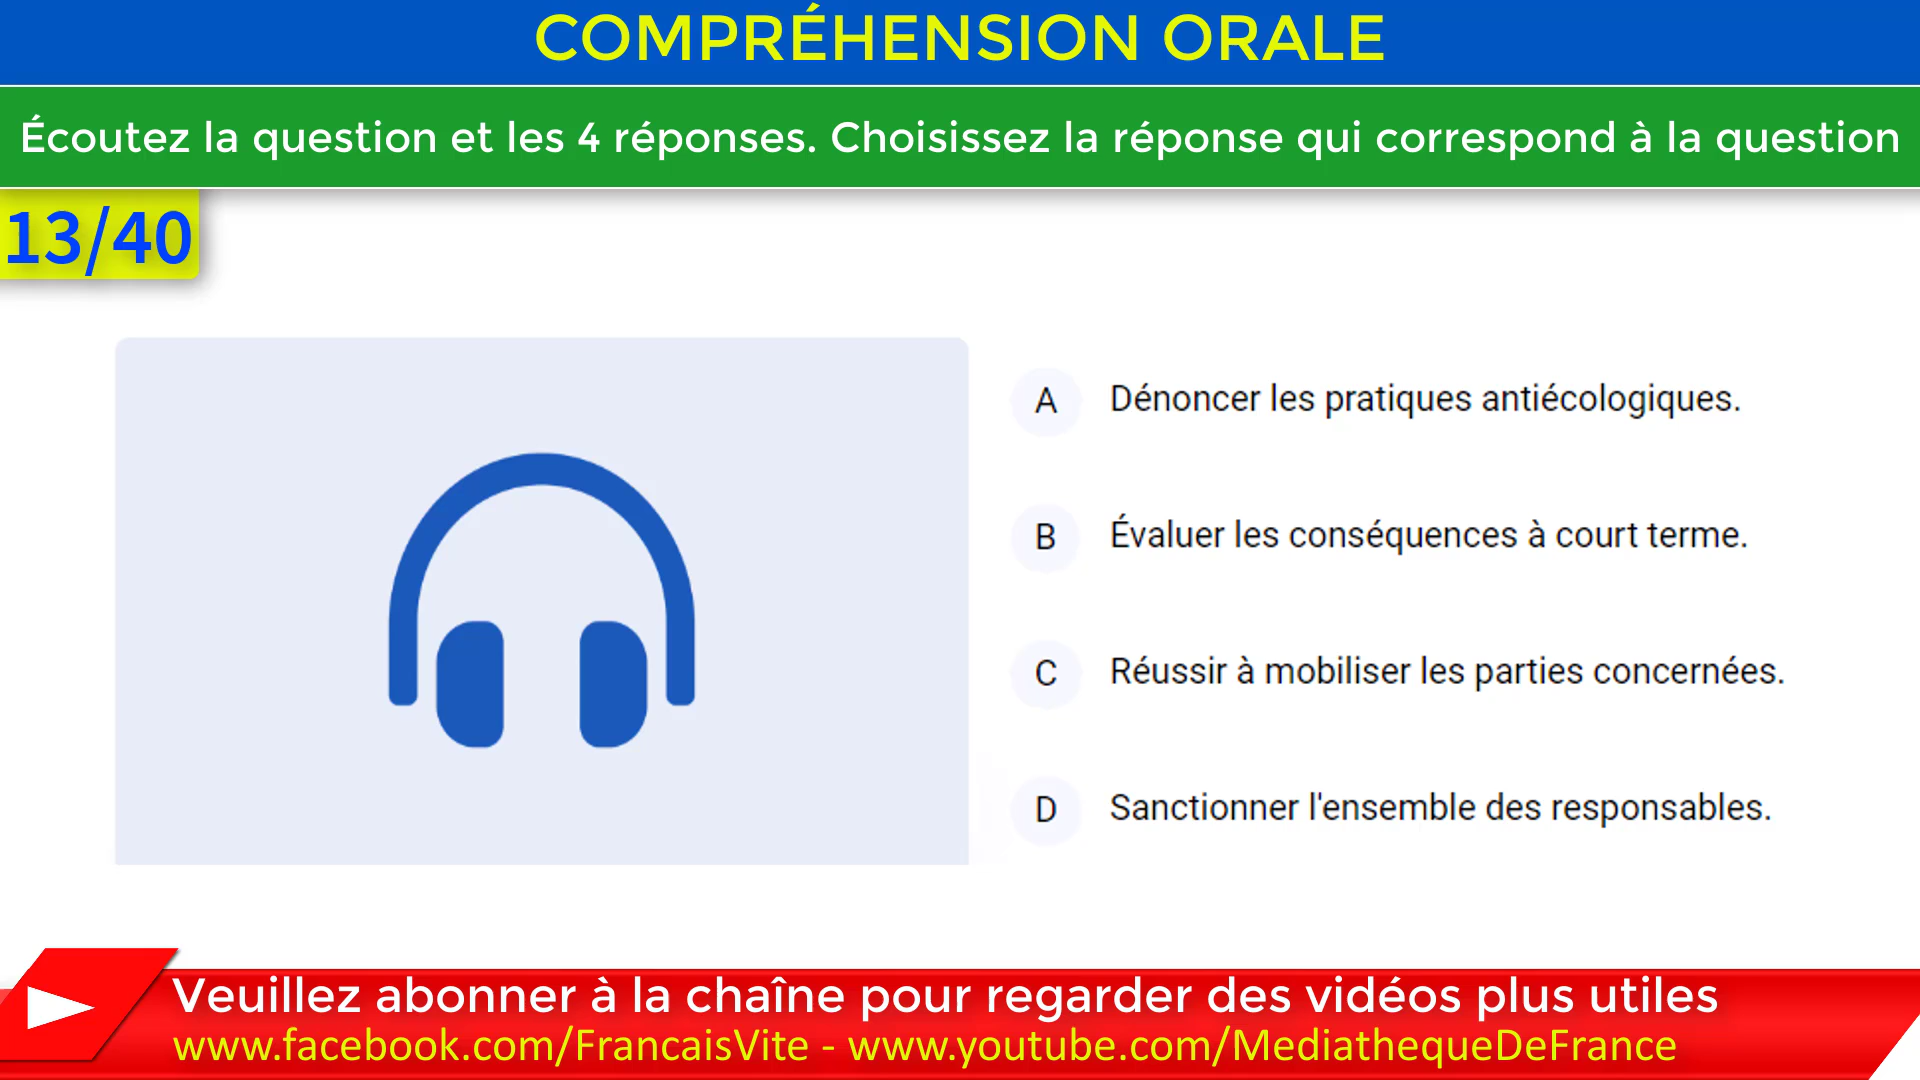 COMPRÉHENSION ORALE
Écoutez la question et les 4 réponses. Choisissez la réponse qui correspond à la question
13/40
A Dénoncer les pratiques antiécologiques.
B Évaluer les conséquences à court terme.
C Réussir à mobiliser les parties concernées.
D Sanctionner l'ensemble des responsables.
Veuillez abonner à la chaîne pour regarder des vidéos plus utiles
www.facebook.com/FrancaisVite - www.youtube.com/MediathequeDeFrance